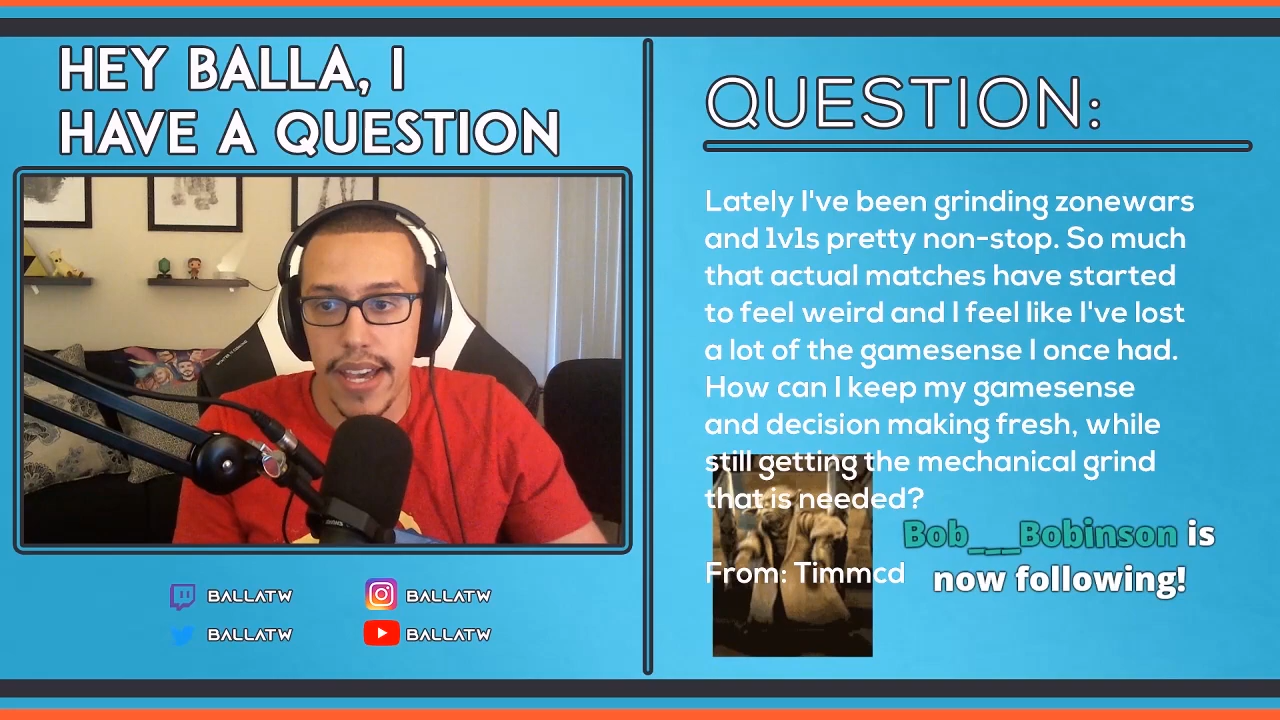 HEY BALLA, I
HAVE A QUESTION
QUESTION:
Lately I've been grinding zonewars
and 1v1s pretty non-stop. So much
that actual matches have started
to feel weird and I feel like I've lost
a lot of the gamesense I once had.
How can I keep my gamesense
and decision making fresh, while
still getting the mechanical grind
that is needed?
From: Timmcd
Bob___Bobinson is
now following!
BALLATW
BALLATW
BALLATW
BALLATW